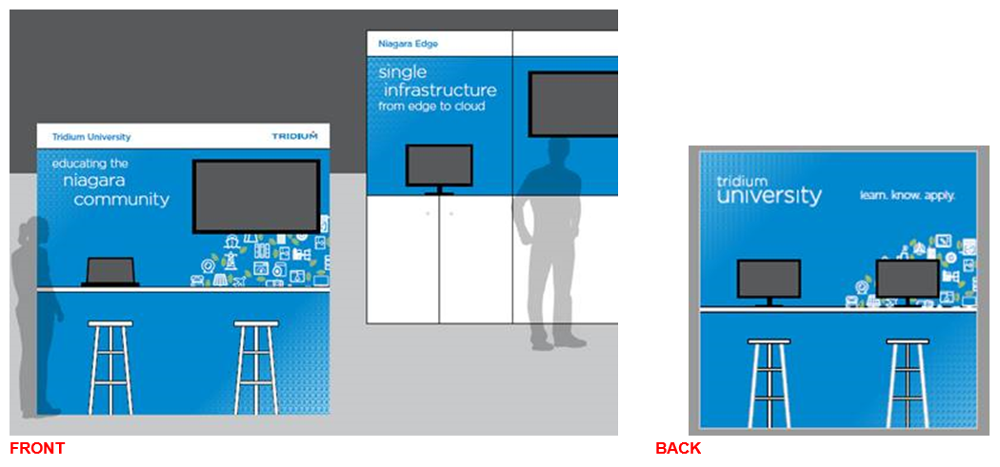 Niagara Edge
single
infrastructure
from edge to cloud
Tridium University
TRIDIUM
educating the
niagara
community
tridium
university
learn. know. apply.
FRONT
BACK